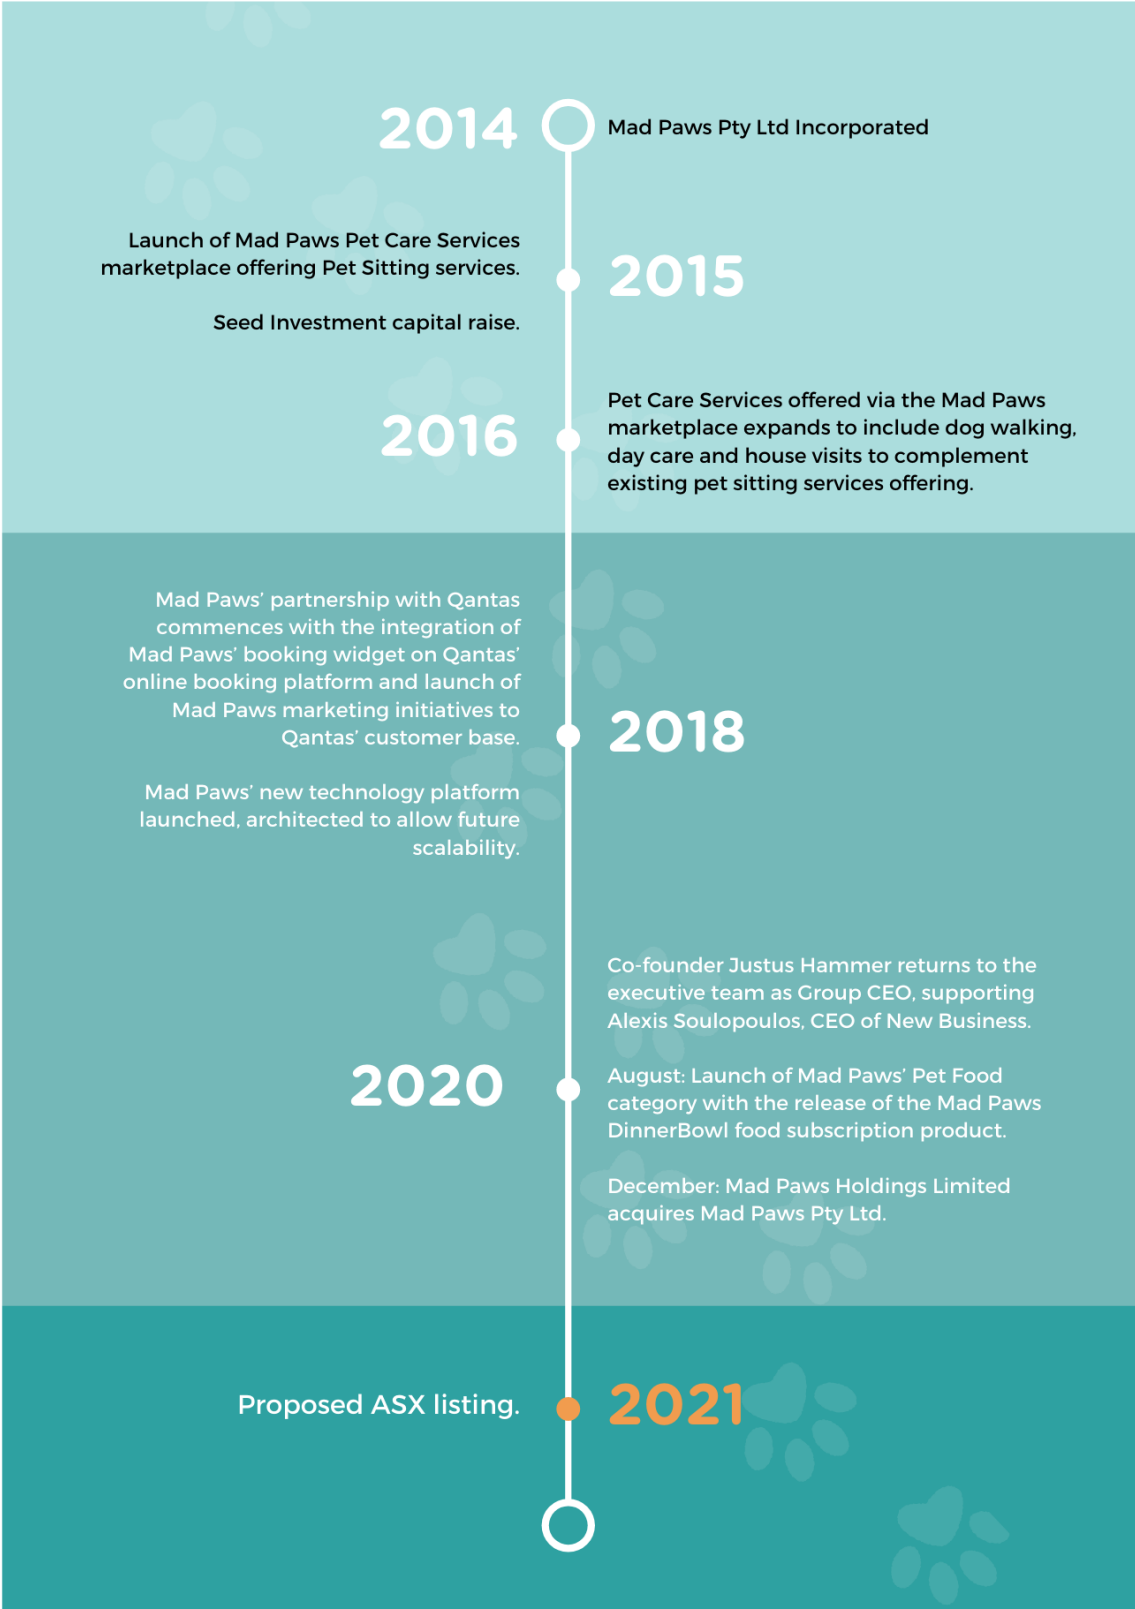 2014
Mad Paws Pty Ltd Incorporated
Launch of Mad Paws Pet Care Services
marketplace offering Pet Sitting services.
Seed Investment capital raise.
2015
2016
Pet Care Services offered via the Mad Paws
marketplace expands to include dog walking,
day care and house visits to complement
existing pet sitting services offering.
Mad Paws’ partnership with Qantas
commences with the integration of
Mad Paws’ booking widget on Qantas’
online booking platform and launch of
Mad Paws marketing initiatives to
Qantas’ customer base.
Mad Paws’ new technology platform
launched, architected to allow future
scalability.
2018
2020
Co-founder Justus Hammer returns to the
executive team as Group CEO, supporting
Alexis Soulopoulos, CEO of New Business.
August: Launch of Mad Paws’ Pet Food
category with the release of the Mad Paws
DinnerBowl food subscription product.
December: Mad Paws Holdings Limited
acquires Mad Paws Pty Ltd.
Proposed ASX listing.
2021